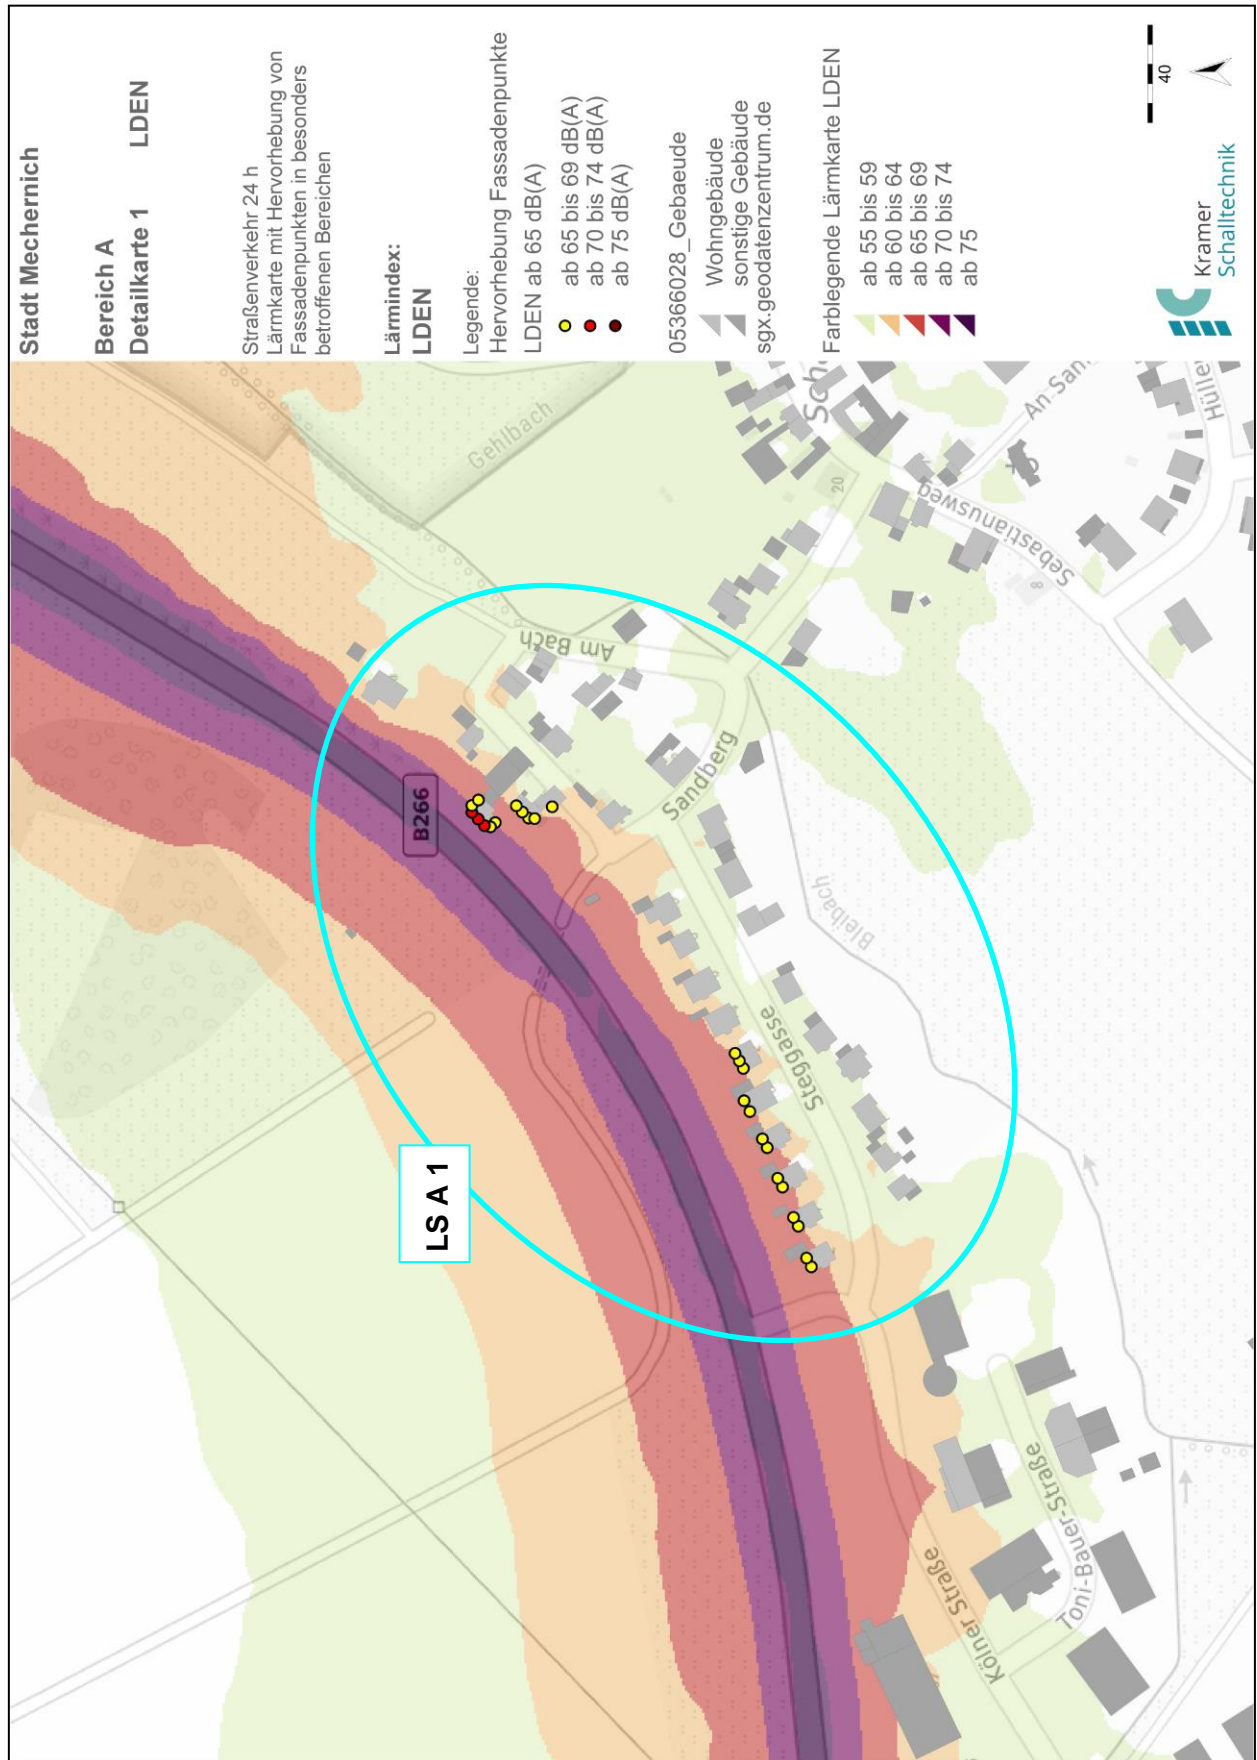 Stadt Mechernich
Bereich A
Detailkarte 1 LDEN
Straßenverkehr 24 h
Lärmkarte mit Hervorhebung von
Fassadenpunkten in besonders
betroffenen Bereichen
Lärmindex:
LDEN
Legende:
Hervorhebung Fassadenpunkte
LDEN ab 65 dB(A)
ab 65 bis 69 dB(A)
ab 70 bis 74 dB(A)
ab 75 dB(A)
05366028_Gebaeude
Wohngebäude
sonstige Gebäude
sgx.geodatenzentrum.de
Farblegende Lärmkarte LDEN
ab 55 bis 59
ab 60 bis 64
ab 65 bis 69
ab 70 bis 74
ab 75
40
Kramer
Schalltechnik
LS A 1
B266
Gehlbach
Am Bach
Sandberg
Steggasse
Bleibach
Sebastianusweg
20
8
Kölner Straße
Toni-Bauer-Straße